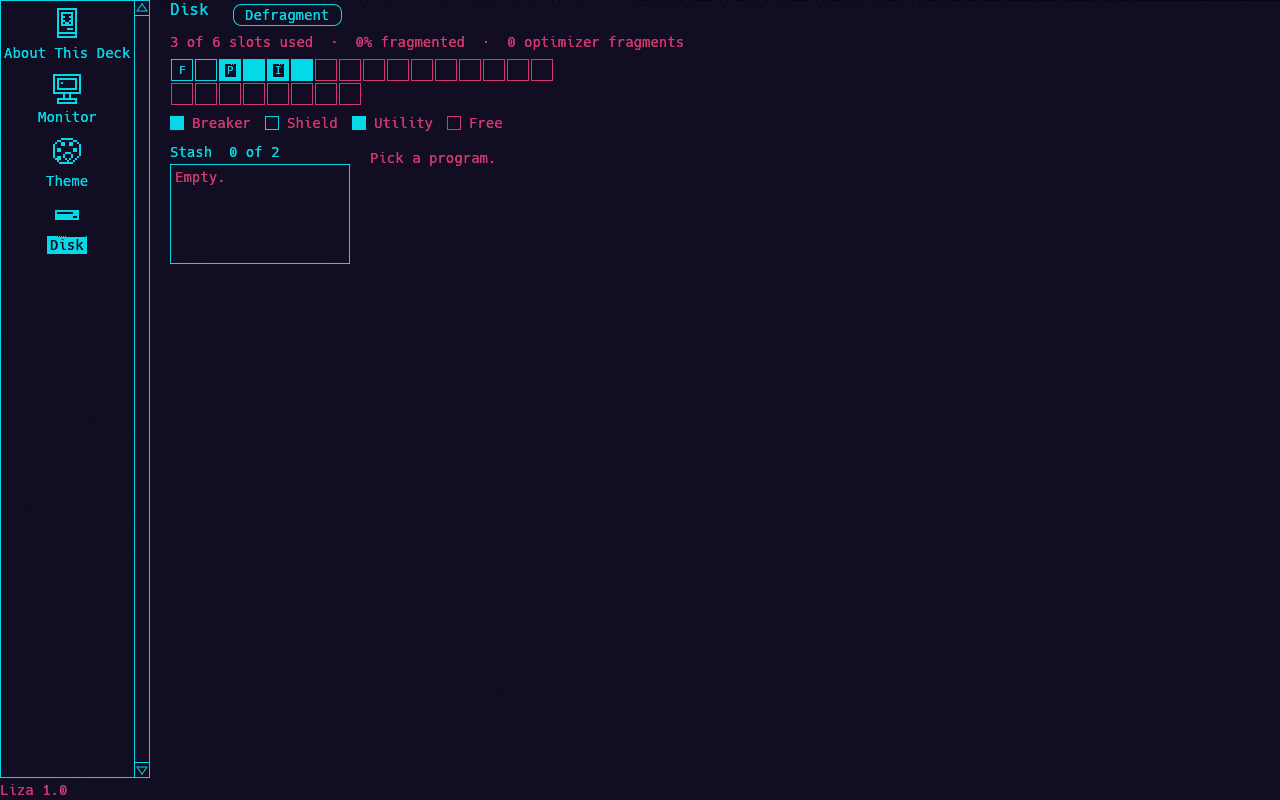 Disk
Defragment
3 of 6 slots used · 0% fragmented · 0 optimizer fragments
F P I
Breaker Shield Utility Free
Stash 0 of 2
Pick a program.
Empty.
About This Deck
Monitor
Theme
Disk
Liza 1.0